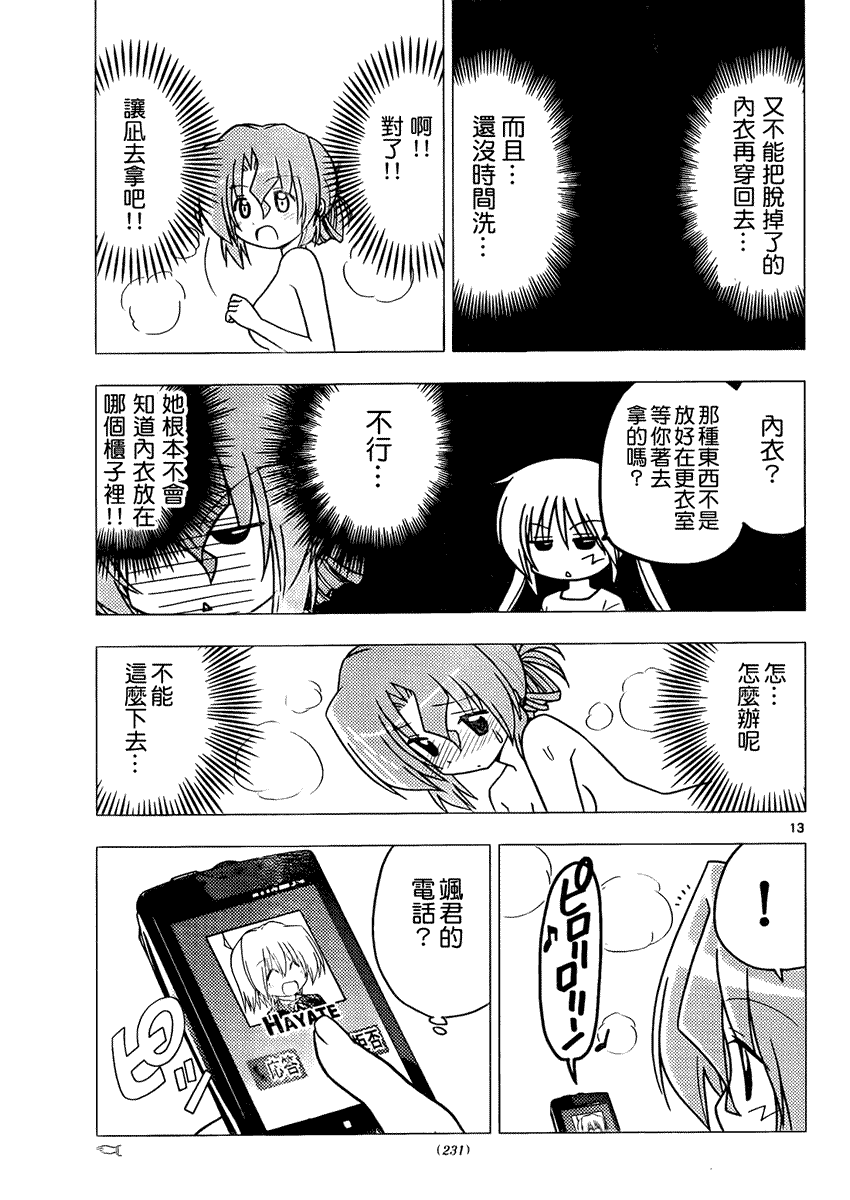 又不能把脫掉了的
內衣再穿回去…
而且…
還沒時間洗…
啊!!
對了!!
讓凪去拿吧!!
內衣?
那種東西不是
放好在更衣室
等你著去
拿的嗎?
不行…
她根本不會
知道內衣放在
哪個櫃子裡!!
怎…
怎麼辦呢
不能
這麼下去…
13
!
ピロリロリーン♪
颯君的
電話?
HAYATE
応答
拒否
ピッ
(231)